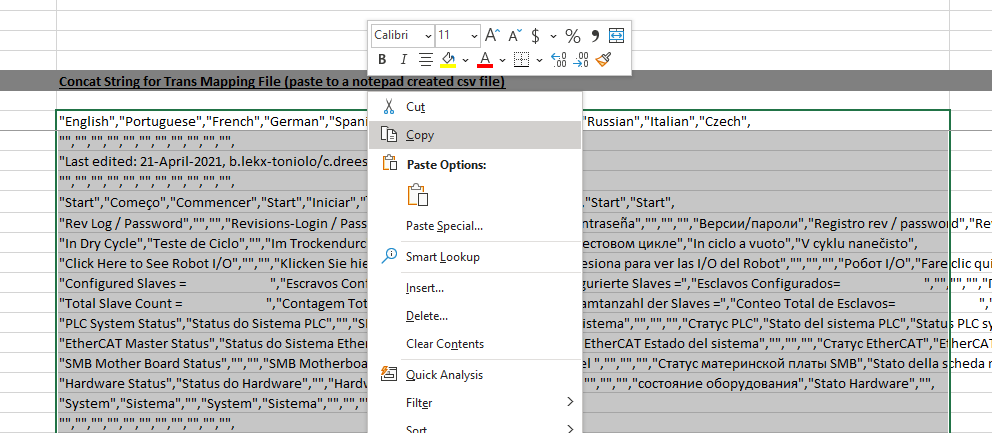 Calibri 11 A A $ % 9
B I A .00 .00
Concat String for Trans Mapping File (paste to a notepad created csv file)
Cut
"English","Portuguese","French","German","Spani "Russian","Italian","Czech",
Copy
"","","","","","","","","","","",
Paste Options:
"Last edited: 21-April-2021, b.lekx-toniolo/c.drees
"","","","","","","","","","","",
"Start","Começo","Commencer","Start","Iniciar"," "Start","Start",
Paste Special...
"Rev Log / Password","","","Revisions-Login / Pass ntraseña","","","","Версии/пароли","Registro rev / password","Rev
"In Dry Cycle","Teste de Ciclo","","Im Trockendurc естовом цикле","In ciclo a vuoto","V cyklu nanečisto",
Smart Lookup
"Click Here to See Robot I/O","","","Klicken Sie hie esiona para ver las I/O del Robot","","","","Робот I/O","Fare clic qui
Insert...
"Configured Slaves = ","Escravos Conf gurierte Slaves =","Esclavos Configurados= ","","","","П
"Total Slave Count = ","Contagem Tot amtanzahl der Slaves =","Conteo Total de Esclavos= ","
Delete...
"PLC System Status","Status do Sistema PLC","","S istema","","","","Статус PLC","Stato del sistema PLC","Status PLC sy
Clear Contents
"EtherCAT Master Status","Status do Sistema Ether EtherCAT Estado del sistema","","","","Статус EtherCAT","EtherCAT
"SMB Mother Board Status","","","SMB Motherboa el ","","","","Статус материнской платы SMB","Stato della scheda
Quick Analysis
"Hardware Status","Status do Hardware","","Hardw "","","","состояние оборудования","Stato Hardware","",
Filter
"System","Sistema","","System","Sistema","","",""
"","","","","","","","","","","",
Sort